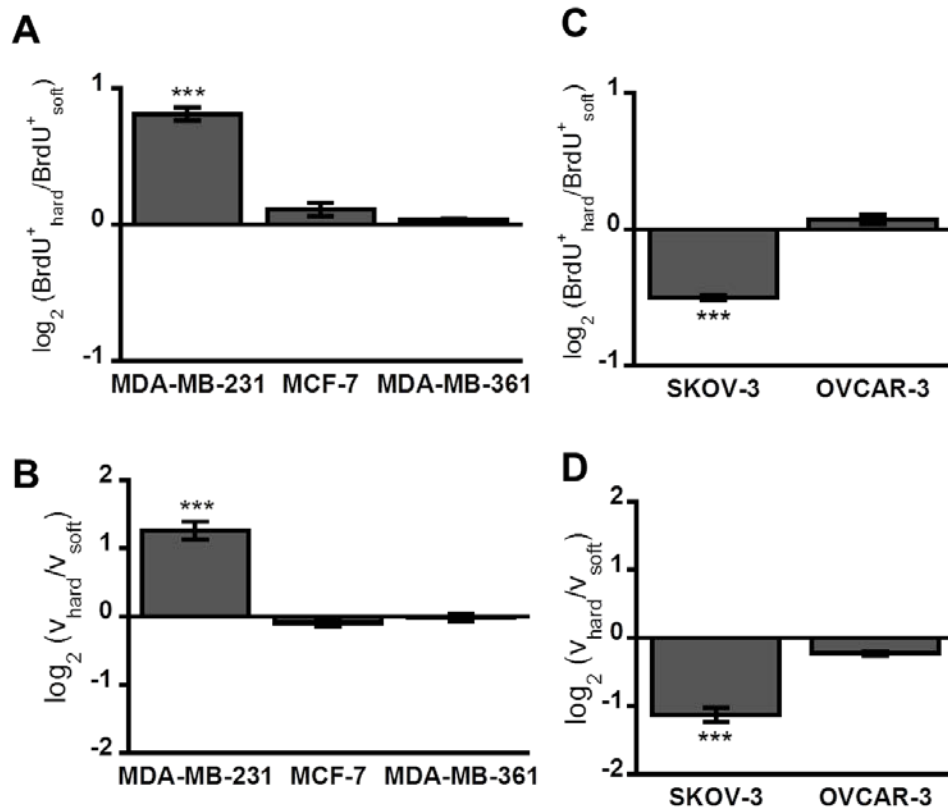 A
log2 (BrdU+hard/BrdU+soft)
1
0
-1
***
MDA-MB-231 MCF-7 MDA-MB-361
B
log2 (vhard/vsoft)
2
1
0
-1
-2
***
MDA-MB-231 MCF-7 MDA-MB-361
C
log2 (BrdU+hard/BrdU+soft)
1
0
-1
***
SKOV-3 OVCAR-3
D
log2 (vhard/vsoft)
2
1
0
-1
-2
***
SKOV-3 OVCAR-3